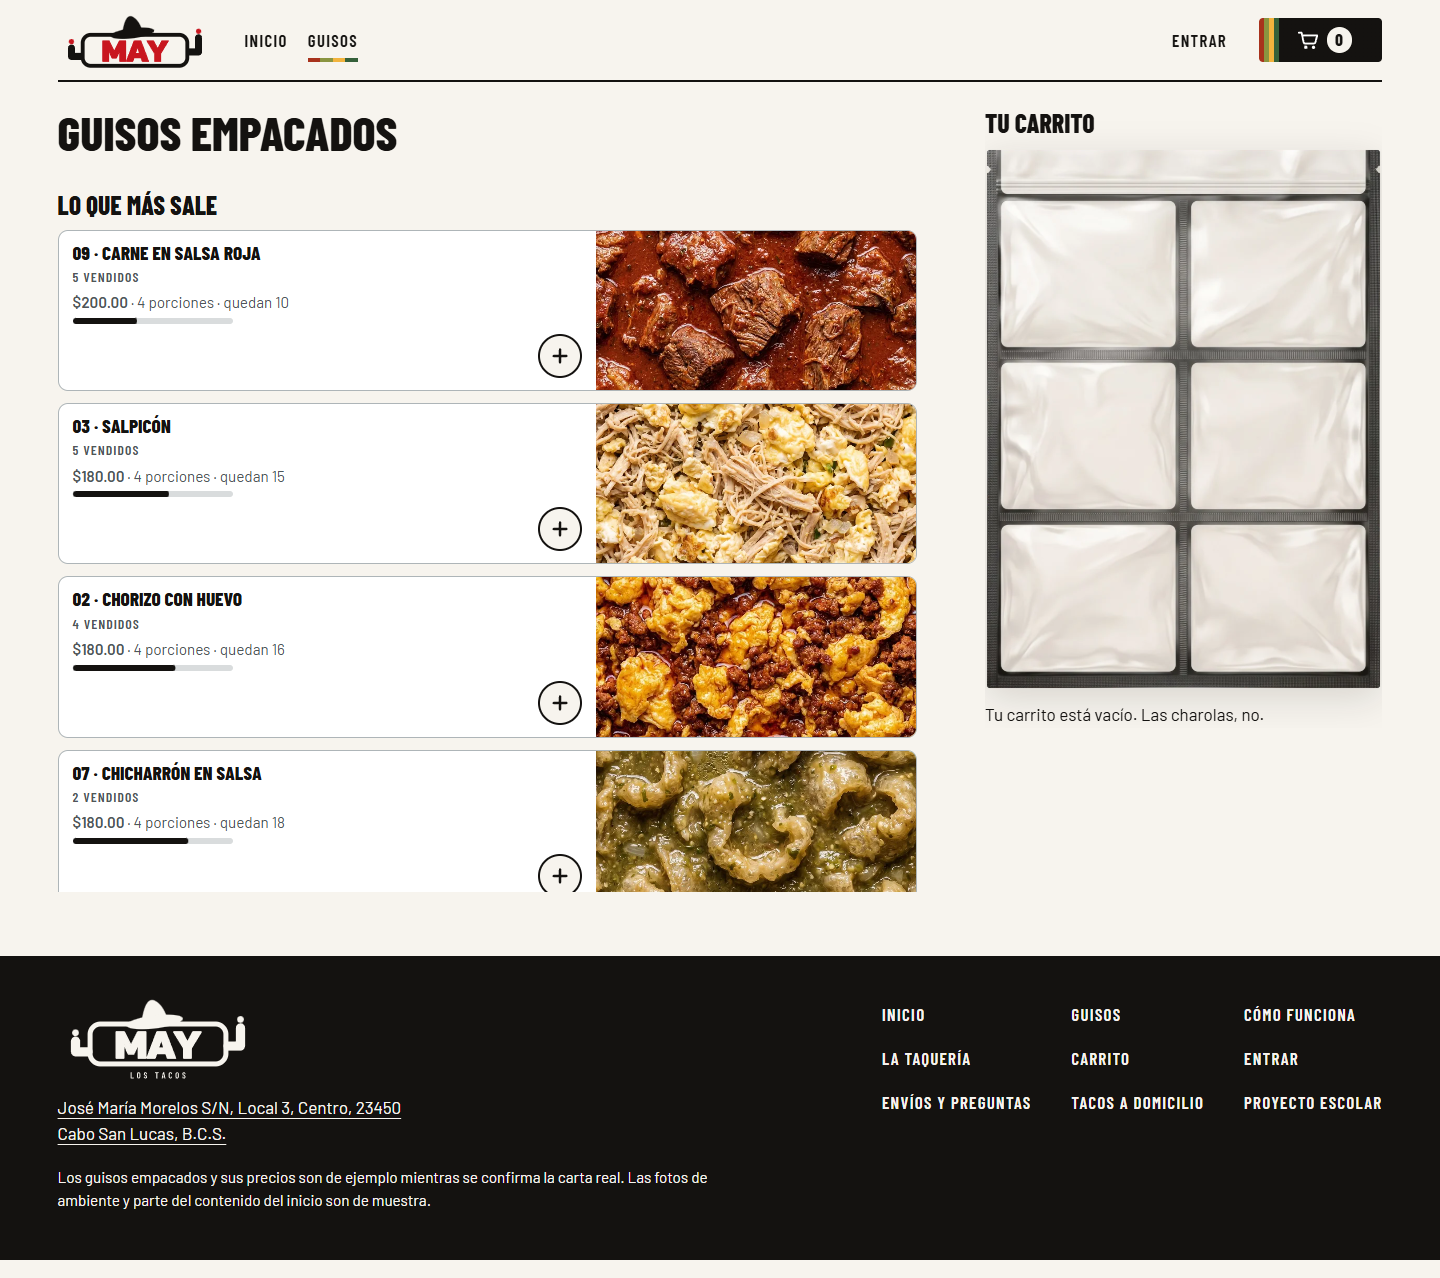 MAY
INICIO
GUISOS
ENTRAR
0
GUISOS EMPACADOS
LO QUE MÁS SALE
09 · CARNE EN SALSA ROJA
5 VENDIDOS
$200.00 · 4 porciones · quedan 10
03 · SALPICÓN
5 VENDIDOS
$180.00 · 4 porciones · quedan 15
02 · CHORIZO CON HUEVO
4 VENDIDOS
$180.00 · 4 porciones · quedan 16
07 · CHICHARRÓN EN SALSA
2 VENDIDOS
$180.00 · 4 porciones · quedan 18
TU CARRITO
Tu carrito está vacío. Las charolas, no.
MAY
LOS TACOS
José María Morelos S/N, Local 3, Centro, 23450
Cabo San Lucas, B.C.S.
Los guisos empacados y sus precios son de ejemplo mientras se confirma la carta real. Las fotos de
ambiente y parte del contenido del inicio son de muestra.
INICIO
GUISOS
CÓMO FUNCIONA
LA TAQUERÍA
CARRITO
ENTRAR
ENVÍOS Y PREGUNTAS
TACOS A DOMICILIO
PROYECTO ESCOLAR